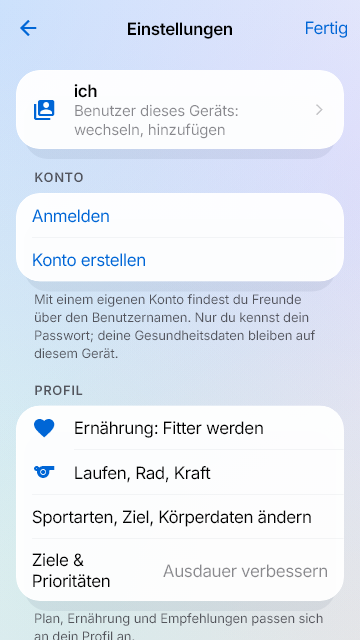 Einstellungen
Fertig
ich
Benutzer dieses Geräts:
wechseln, hinzufügen
KONTO
Anmelden
Konto erstellen
Mit einem eigenen Konto findest du Freunde
über den Benutzernamen. Nur du kennst dein
Passwort; deine Gesundheitsdaten bleiben auf
diesem Gerät.
PROFIL
Ernährung: Fitter werden
Laufen, Rad, Kraft
Sportarten, Ziel, Körperdaten ändern
Ziele &
Prioritäten
Ausdauer verbessern
Plan, Ernährung und Empfehlungen passen sich
an dein Profil an.